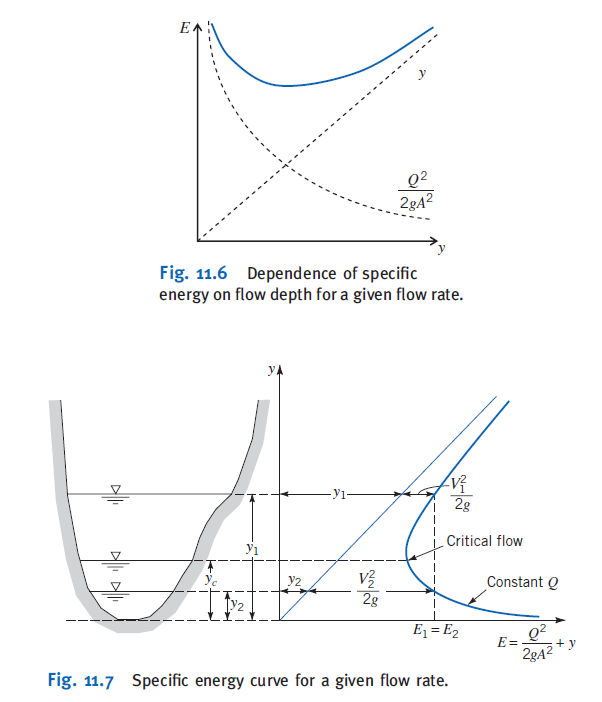 E
y
Q²
2gA²
y
Fig. 11.6 Dependence of specific
energy on flow depth for a given flow rate.
y
y₁
V₁²
2g
Critical flow
y₁
y_c
y₂
y₂
V₂²
2g
Constant Q
E₁ = E₂
E = Q²/2gA² + y
Fig. 11.7 Specific energy curve for a given flow rate.